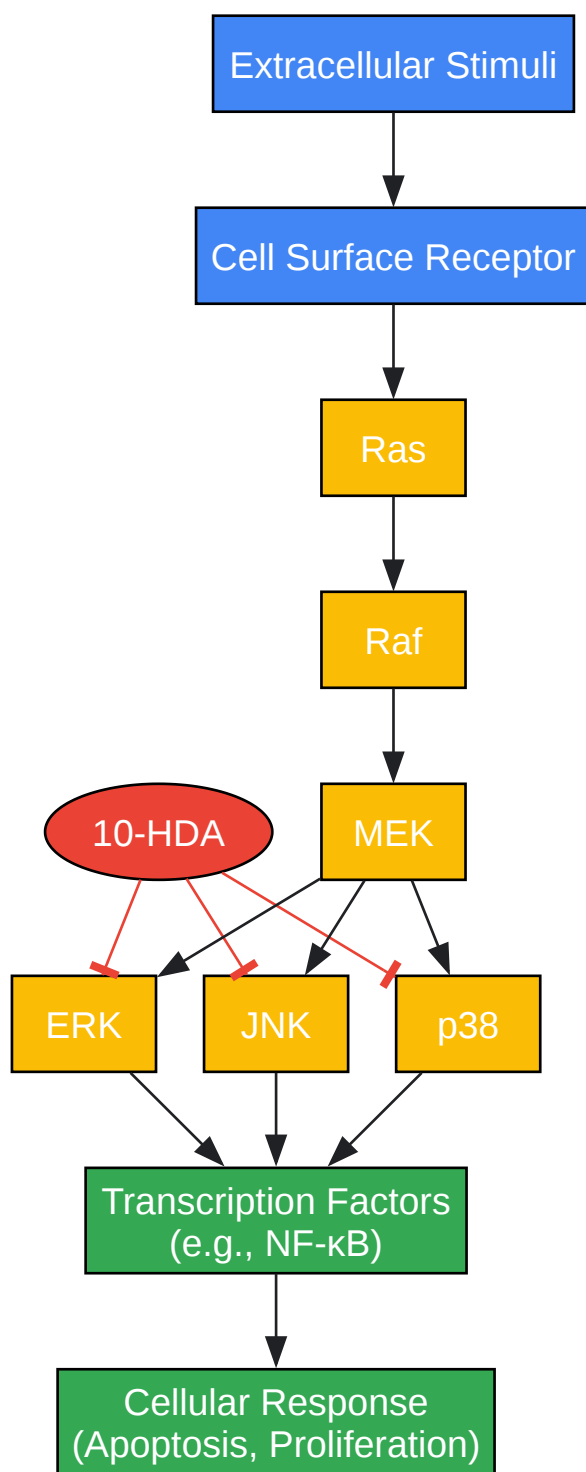 Extracellular Stimuli
Cell Surface Receptor
Ras
Raf
10-HDA
MEK
ERK
JNK
p38
Transcription Factors
(e.g., NF-κB)
Cellular Response
(Apoptosis, Proliferation)